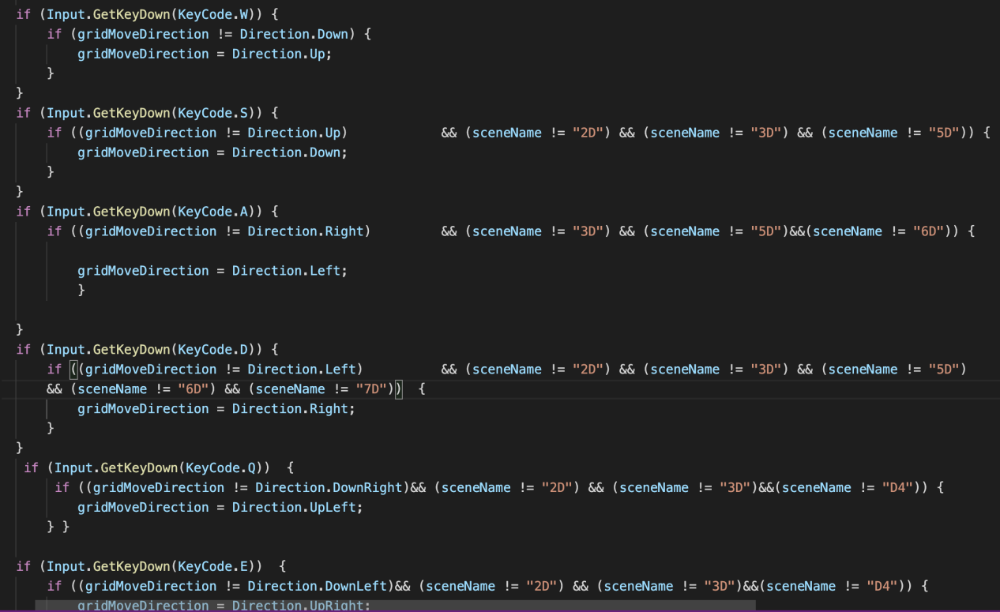 if (Input.GetKeyDown(KeyCode.W)) {
if (gridMoveDirection != Direction.Down) {
gridMoveDirection = Direction.Up;
}
}
if (Input.GetKeyDown(KeyCode.S)) {
if ((gridMoveDirection != Direction.Up) && (sceneName != "2D") && (sceneName != "3D") && (sceneName != "5D")) {
gridMoveDirection = Direction.Down;
}
}
if (Input.GetKeyDown(KeyCode.A)) {
if ((gridMoveDirection != Direction.Right) && (sceneName != "3D") && (sceneName != "5D")&&(sceneName != "6D")) {
gridMoveDirection = Direction.Left;
}
}
if (Input.GetKeyDown(KeyCode.D)) {
if ((gridMoveDirection != Direction.Left) && (sceneName != "2D") && (sceneName != "3D") && (sceneName != "5D")
&& (sceneName != "6D") && (sceneName != "7D")) {
gridMoveDirection = Direction.Right;
}
}
if (Input.GetKeyDown(KeyCode.Q)) {
if ((gridMoveDirection != Direction.DownRight)&& (sceneName != "2D") && (sceneName != "3D")&&(sceneName != "D4")) {
gridMoveDirection = Direction.UpLeft;
} }
if (Input.GetKeyDown(KeyCode.E)) {
if ((gridMoveDirection != Direction.DownLeft)&& (sceneName != "2D") && (sceneName != "3D")&&(sceneName != "D4")) {
gridMoveDirection = Direction.UpRight;